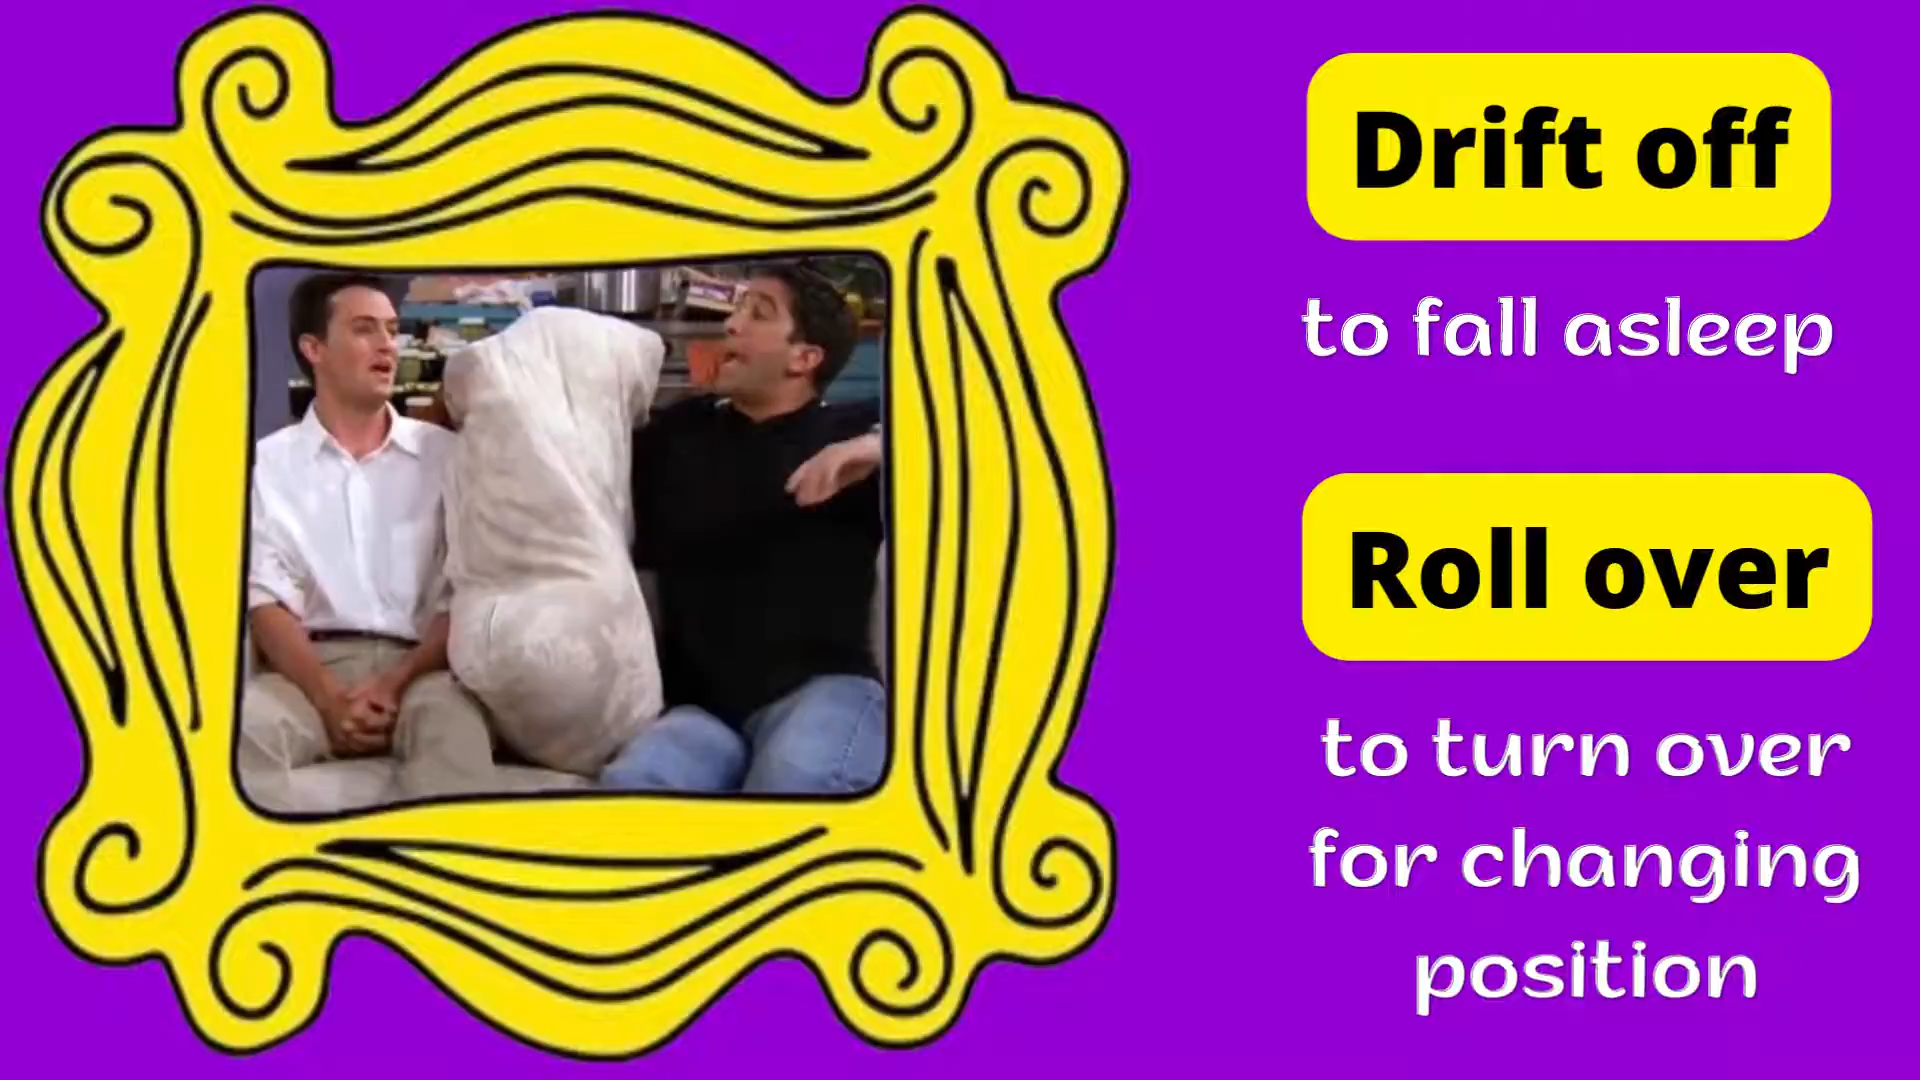 Drift off
to fall asleep
Roll over
to turn over
for changing
position